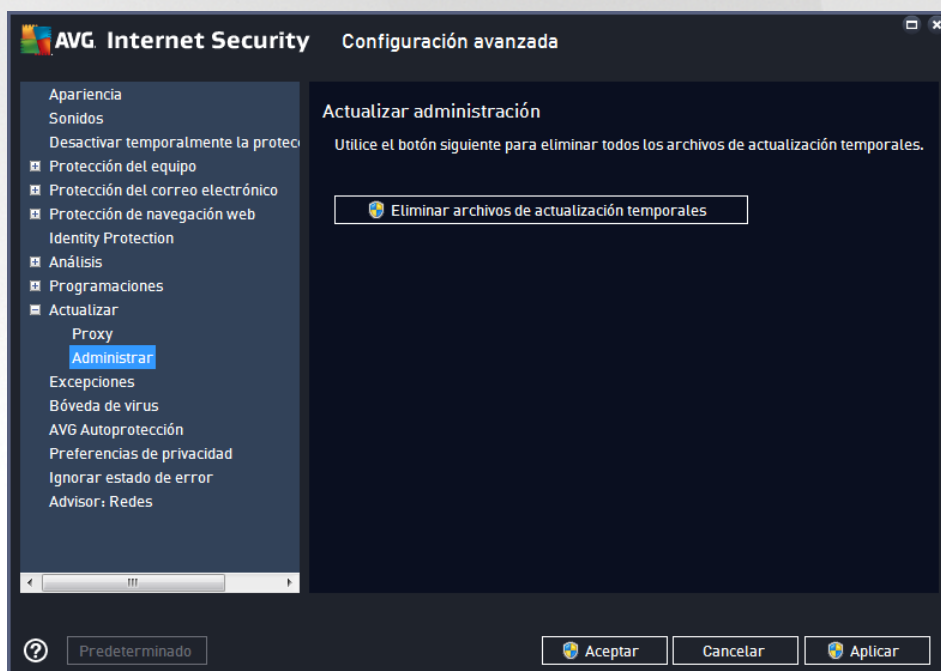 AVG Internet Security Configuración avanzada
Apariencia
Sonidos
Desactivar temporalmente la protec
Protección del equipo
Protección del correo electrónico
Protección de navegación web
Identity Protection
Análisis
Programaciones
Actualizar
Proxy
Administrar
Excepciones
Bóveda de virus
AVG Autoprotección
Preferencias de privacidad
Ignorar estado de error
Advisor: Redes
Actualizar administración
Utilice el botón siguiente para eliminar todos los archivos de actualización temporales.
Eliminar archivos de actualización temporales
Predeterminado
Aceptar
Cancelar
Aplicar